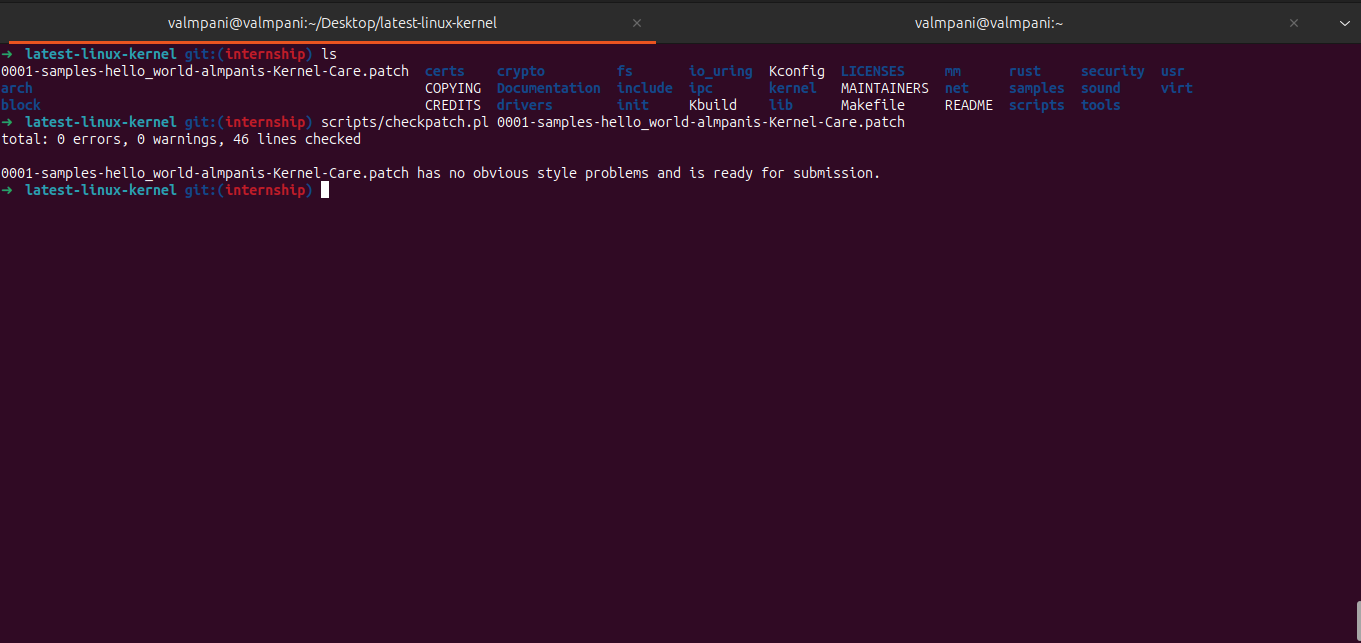 valmpani@valmpani:~/Desktop/latest-linux-kernel × valmpani@valmpani:~ ×
➜ latest-linux-kernel git:(internship) ls
0001-samples-hello_world-almpanis-Kernel-Care.patch certs crypto fs io_uring Kconfig LICENSES mm rust security usr
arch COPYING Documentation include ipc kernel MAINTAINERS net samples sound virt
block CREDITS drivers init Kbuild lib Makefile README scripts tools
➜ latest-linux-kernel git:(internship) scripts/checkpatch.pl 0001-samples-hello_world-almpanis-Kernel-Care.patch
total: 0 errors, 0 warnings, 46 lines checked
0001-samples-hello_world-almpanis-Kernel-Care.patch has no obvious style problems and is ready for submission.
➜ latest-linux-kernel git:(internship)